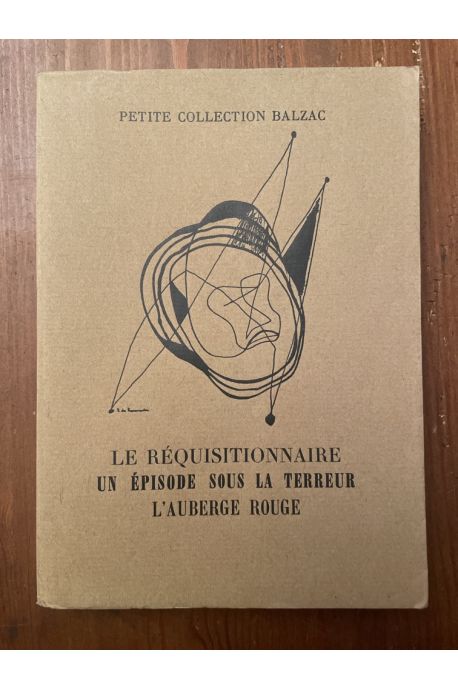 PETITE COLLECTION BALZAC
LE RÉQUISITIONNAIRE
UN ÉPISODE SOUS LA TERREUR
L'AUBERGE ROUGE